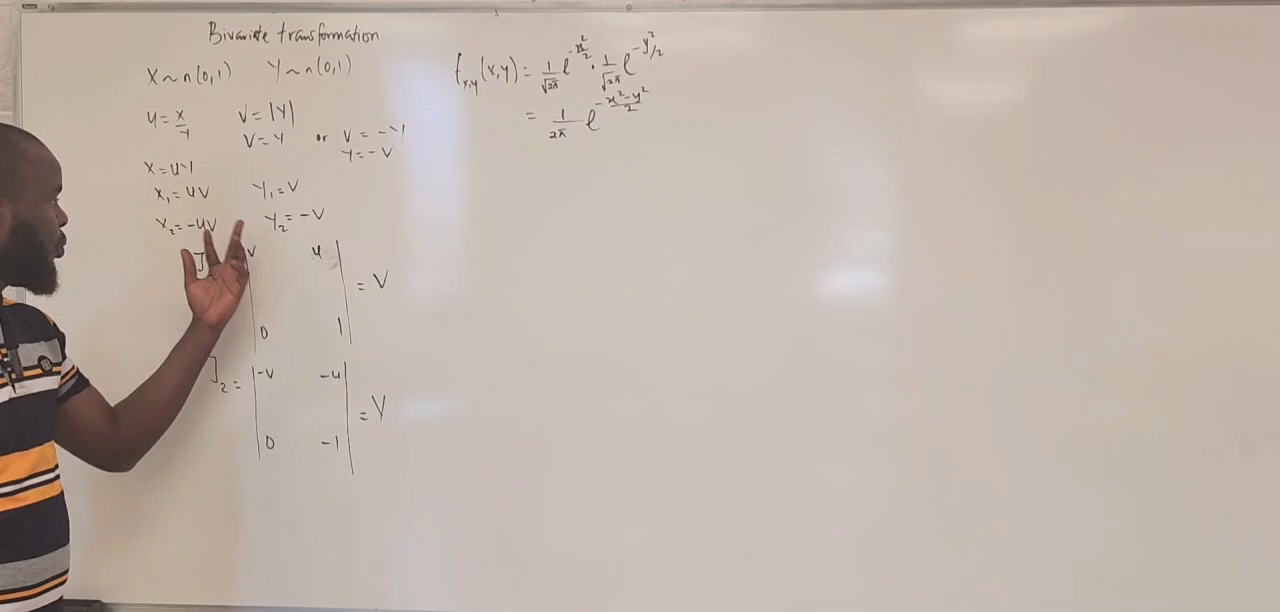 Bivariate transformation
X ~ n(0,1) Y ~ n(0,1)
u = x/y v = |Y|
v = Y or v = -Y
Y = -v
X = uY
X₁ = uv Y₁ = v
X₂ = -uv Y₂ = -v
J v u
= v
0 1
J₂ = -v -u
= v
0 -1
f_{x,y}(x,y) = 1/√2π e^{-x²/2} · 1/√2π e^{-y²/2}
= 1/2π e^{-x²-y²/2}